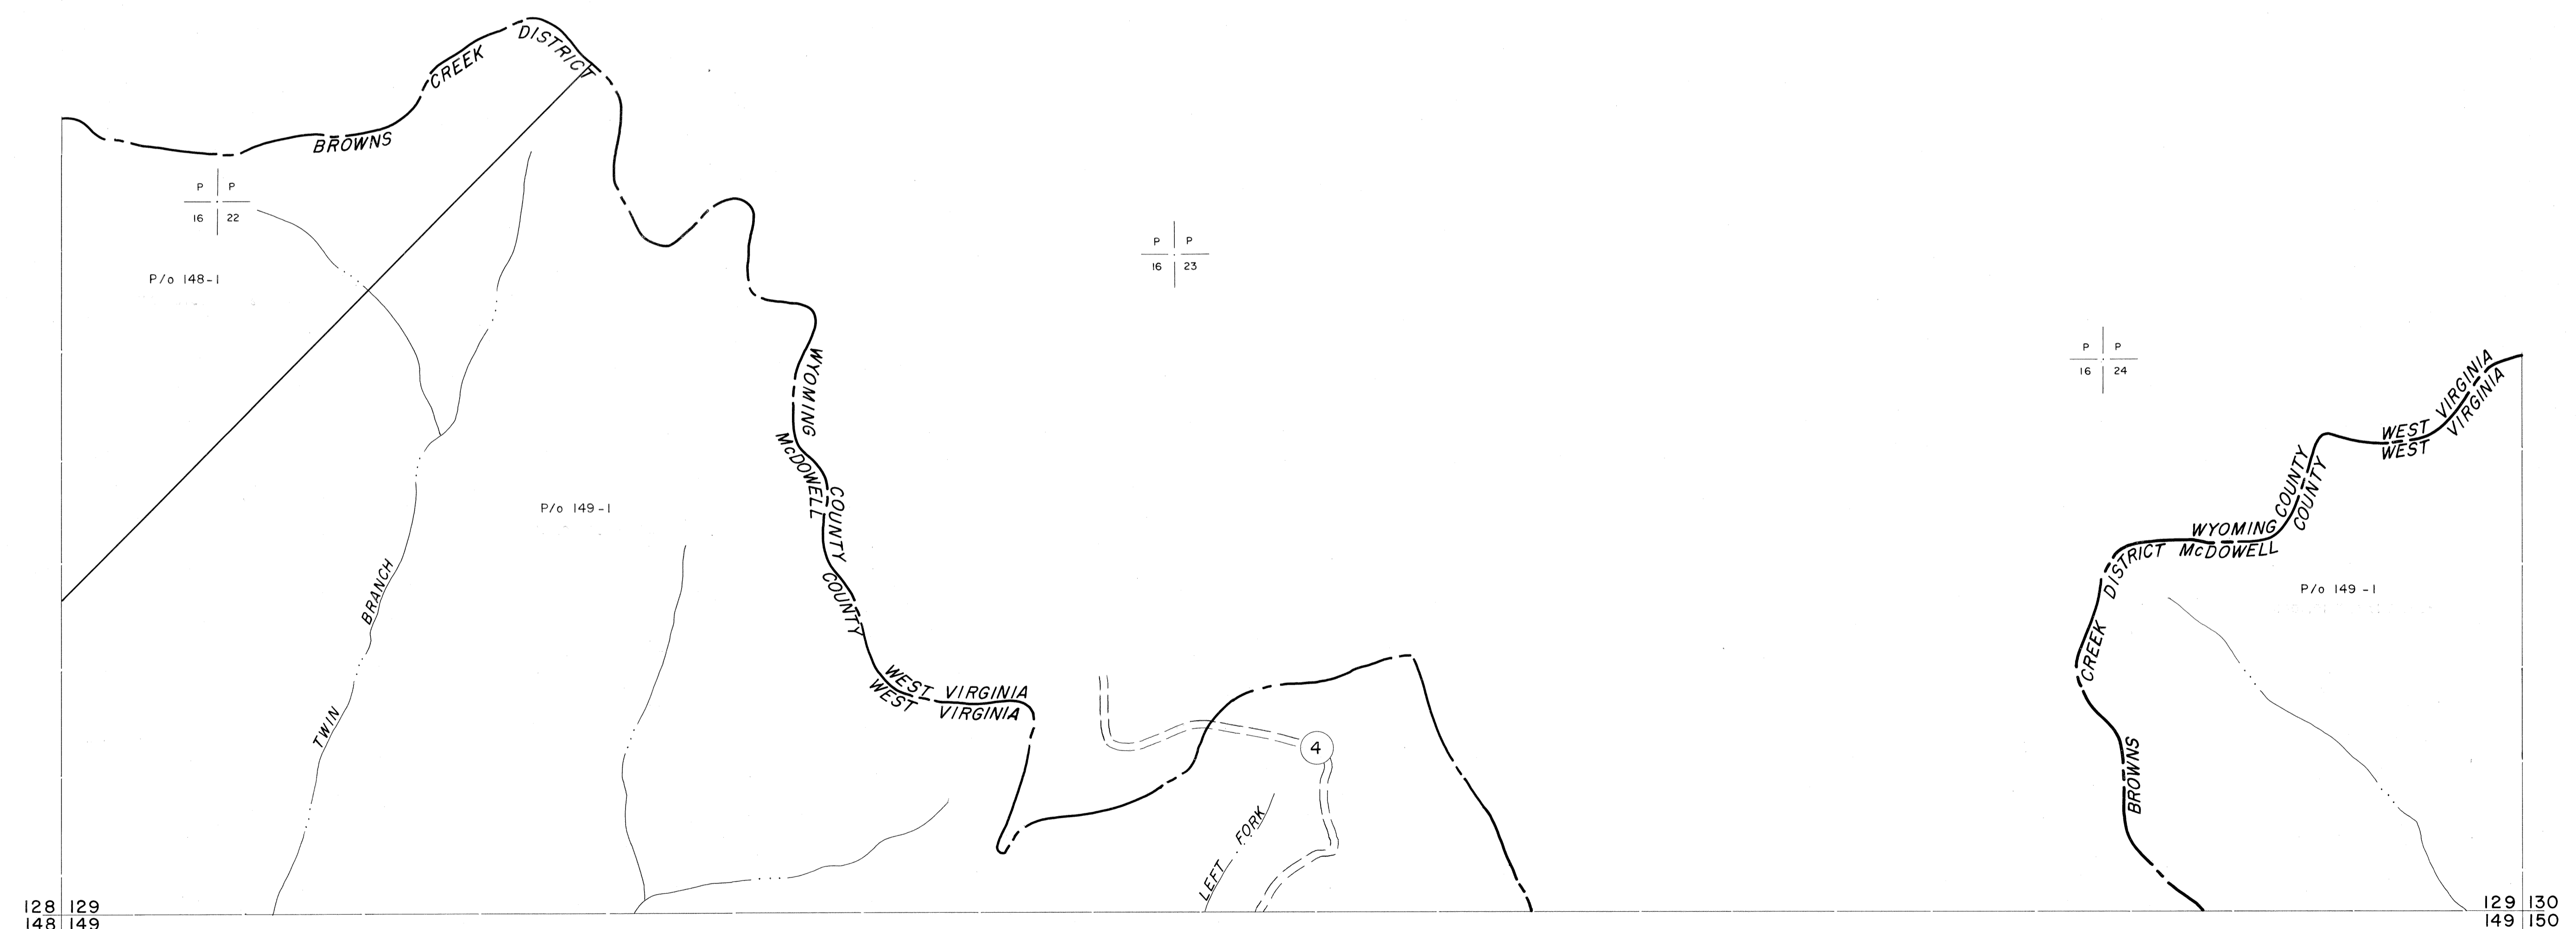 BROWNS CREEK DISTRICT
P P
16 22
P/o 148-1
P P
16 23
P P
16 24
WYOMING COUNTY
McDOWELL COUNTY
WEST VIRGINIA
WEST VIRGINIA
P/o 149-1
TWIN BRANCH
4
LEFT FORK
BROWNS CREEK DISTRICT
WYOMING COUNTY
McDOWELL COUNTY
WEST VIRGINIA
WEST VIRGINIA
P/o 149-1
128 129
148 149
129 130
149 150